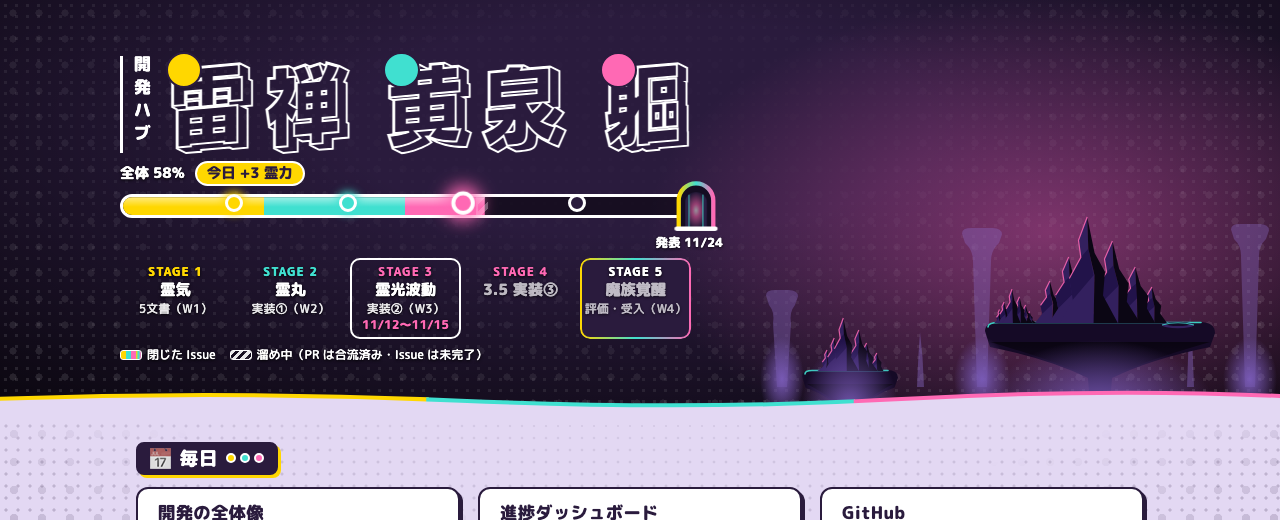 開発ハブ
雷禅 黄泉 軀
全体 58% 今日 +3 霊力
発表 11/24
STAGE 1
霊気
5文書（W1）
STAGE 2
霊丸
実装①（W2）
STAGE 3
霊光波動
実装②（W3）
11/12〜11/15
STAGE 4
3.5 実装③
STAGE 5
魔族覚醒
評価・受入（W4）
閉じた Issue 溜め中（PR は合流済み・Issue は未完了）
17 毎日
開発の全体像
進捗ダッシュボード
GitHub